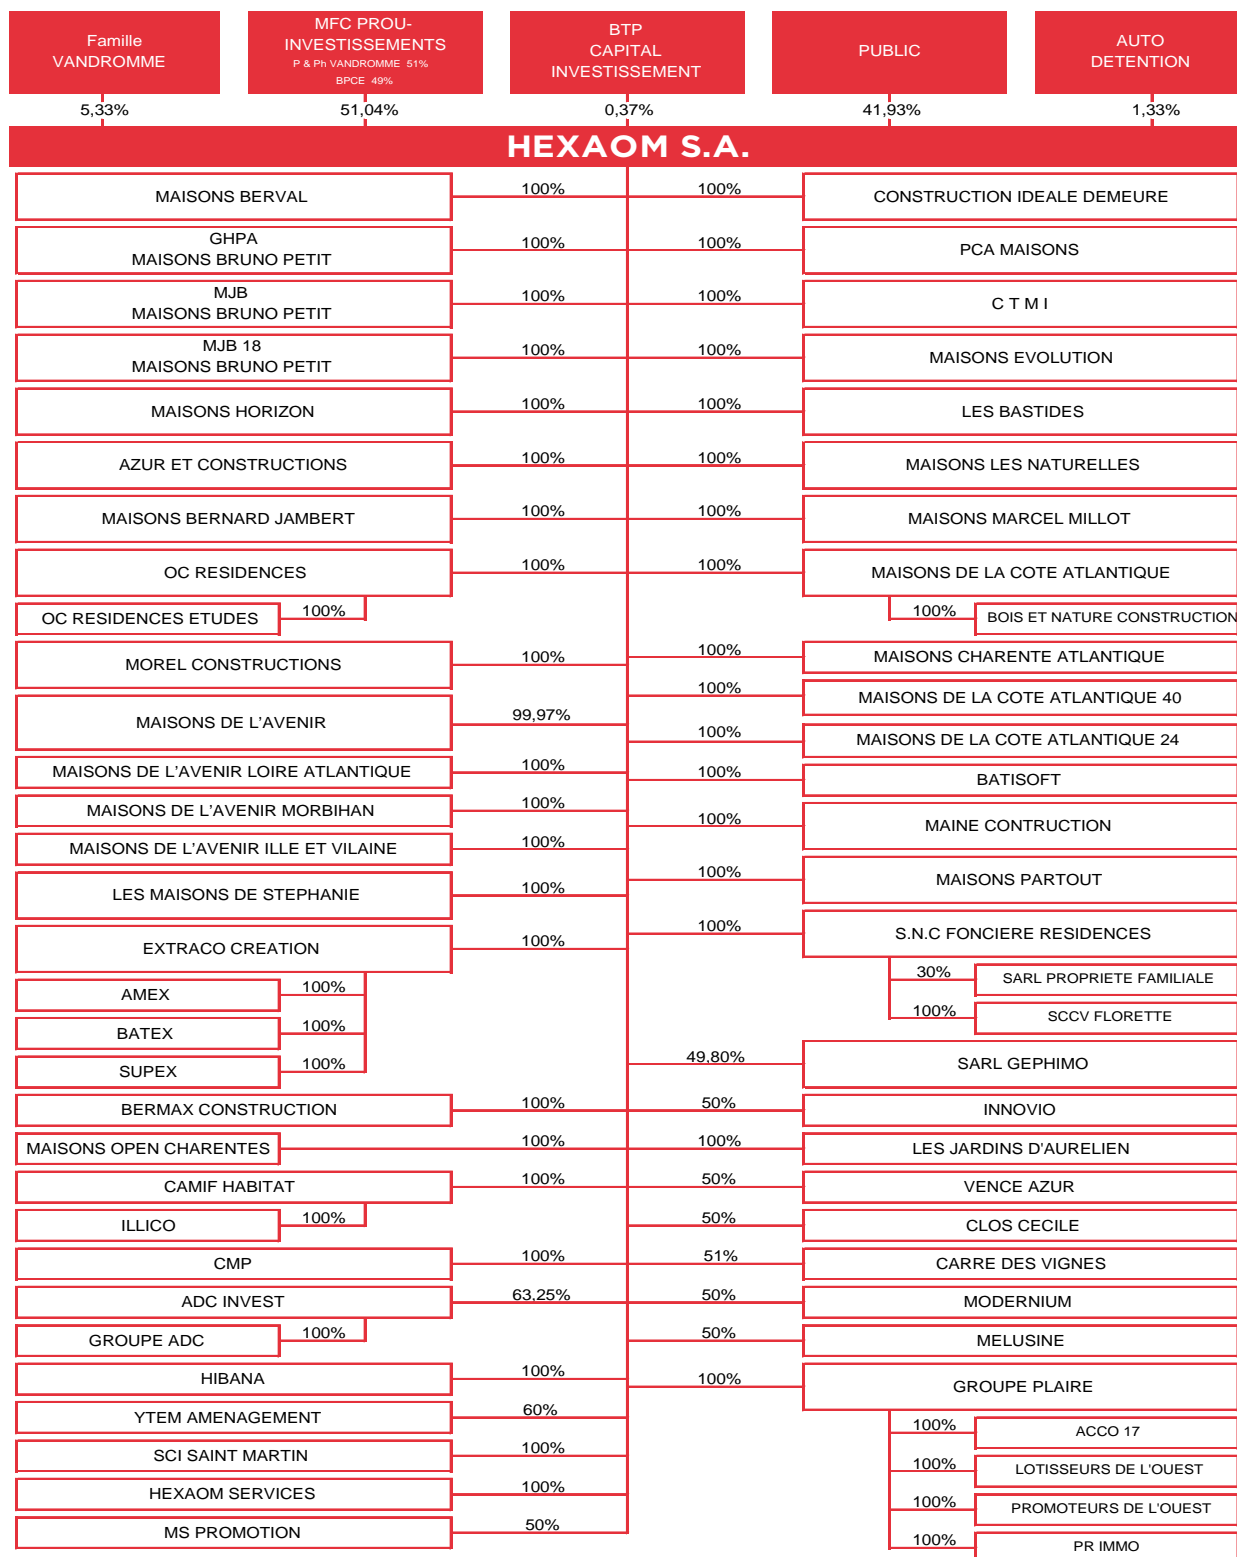 Famille
VANDROMME
MFC PROU-
INVESTISSEMENTS
P & Ph VANDROMME 51%
BPCE 49%
BTP
CAPITAL
INVESTISSEMENT
PUBLIC
AUTO
DETENTION
5,33%
51,04%
0,37%
41,93%
1,33%
HEXAOM S.A.
MAISONS BERVAL
100%
100%
CONSTRUCTION IDEALE DEMEURE
GHPA
MAISONS BRUNO PETIT
100%
100%
PCA MAISONS
MJB
MAISONS BRUNO PETIT
100%
100%
C T M I
MJB 18
MAISONS BRUNO PETIT
100%
100%
MAISONS EVOLUTION
MAISONS HORIZON
100%
100%
LES BASTIDES
AZUR ET CONSTRUCTIONS
100%
100%
MAISONS LES NATURELLES
MAISONS BERNARD JAMBERT
100%
100%
MAISONS MARCEL MILLOT
OC RESIDENCES
100%
100%
MAISONS DE LA COTE ATLANTIQUE
OC RESIDENCES ETUDES
100%
100%
BOIS ET NATURE CONSTRUCTION
MOREL CONSTRUCTIONS
100%
100%
MAISONS CHARENTE ATLANTIQUE
100%
MAISONS DE LA COTE ATLANTIQUE 40
MAISONS DE L'AVENIR
99,97%
100%
MAISONS DE LA COTE ATLANTIQUE 24
MAISONS DE L'AVENIR LOIRE ATLANTIQUE
100%
100%
BATISOFT
MAISONS DE L'AVENIR MORBIHAN
100%
100%
MAINE CONTRUCTION
MAISONS DE L'AVENIR ILLE ET VILAINE
100%
LES MAISONS DE STEPHANIE
100%
100%
MAISONS PARTOUT
EXTRACO CREATION
100%
100%
S.N.C FONCIERE RESIDENCES
AMEX
100%
30%
SARL PROPRIETE FAMILIALE
BATEX
100%
100%
SCCV FLORETTE
SUPEX
100%
49,80%
SARL GEPHIMO
BERMAX CONSTRUCTION
100%
50%
INNOVIO
MAISONS OPEN CHARENTES
100%
100%
LES JARDINS D'AURELIEN
CAMIF HABITAT
100%
50%
VENCE AZUR
ILLICO
100%
50%
CLOS CECILE
CMP
100%
51%
CARRE DES VIGNES
ADC INVEST
63,25%
50%
MODERNIUM
GROUPE ADC
100%
50%
MELUSINE
HIBANA
100%
100%
GROUPE PLAIRE
YTEM AMENAGEMENT
60%
100%
ACCO 17
SCI SAINT MARTIN
100%
100%
LOTISSEURS DE L'OUEST
HEXAOM SERVICES
100%
100%
PROMOTEURS DE L'OUEST
MS PROMOTION
50%
100%
PR IMMO